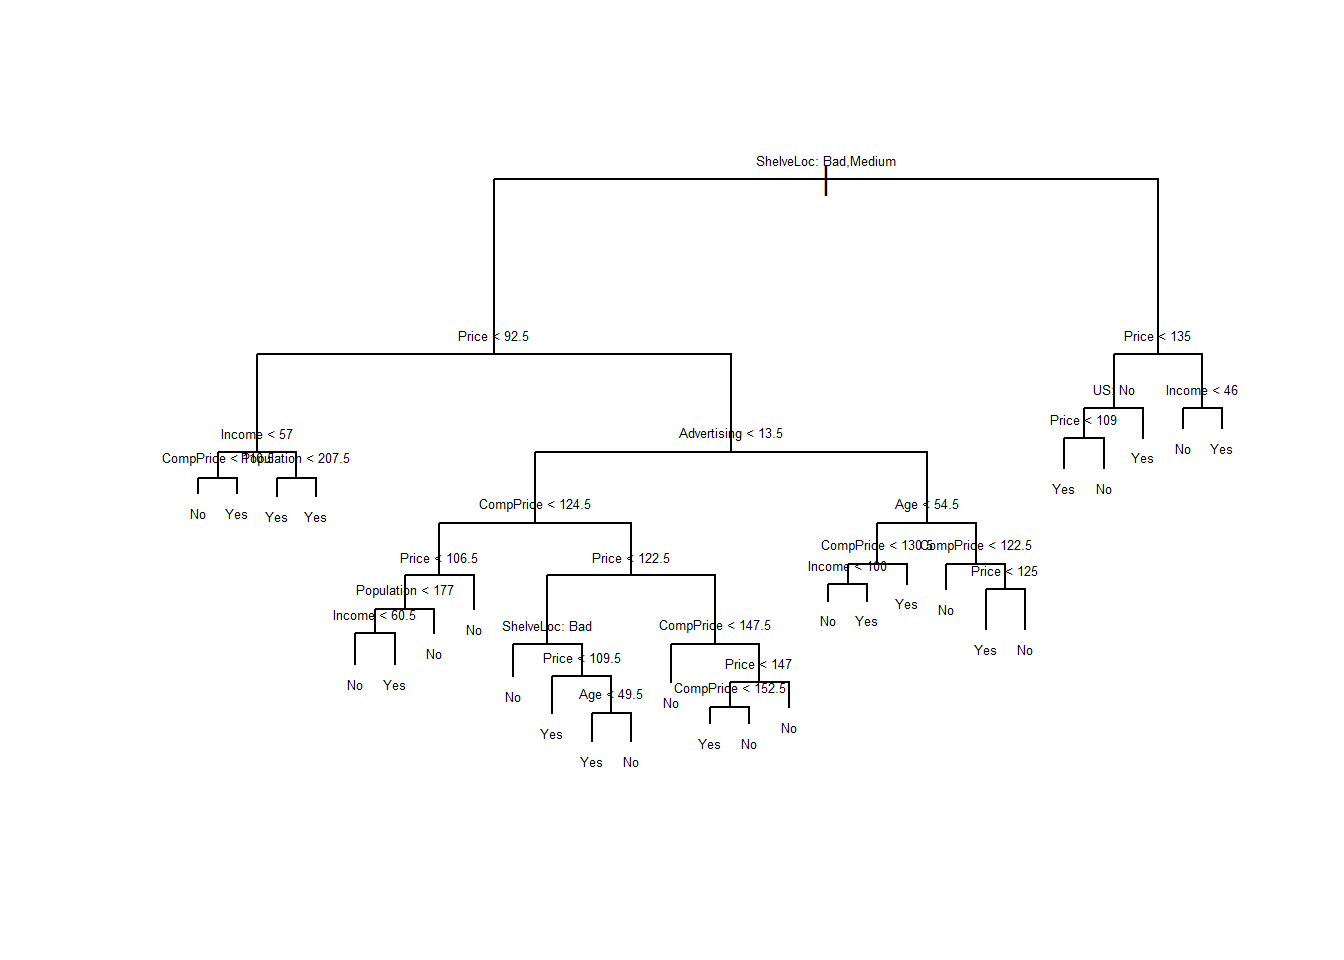 ShelveLoc: Bad,Medium
Price < 92.5
Price < 135
US: No
Income < 46
Price < 109
Income < 57
Advertising < 13.5
CompPrice <
Population < 207.5
No
Yes
Yes
No
Yes
Yes
No
Yes
Yes
Yes
CompPrice < 124.5
Age < 54.5
Price < 106.5
Price < 122.5
CompPrice < 130.5
CompPrice < 122.5
Income < 100
Price < 125
Population < 177
Income < 60.5
Yes
No
No
Yes
No
ShelveLoc: Bad
CompPrice < 147.5
No
Yes
No
Price < 109.5
Price < 147
No
Yes
CompPrice < 152.5
Age < 49.5
No
No
No
Yes
Yes
No
Yes
No